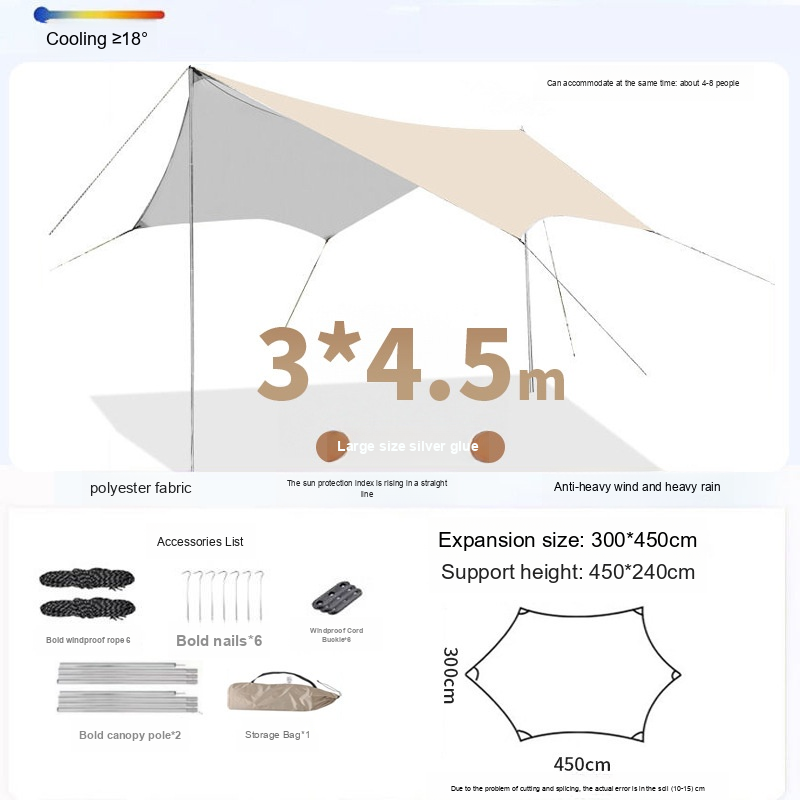 Cooling ≥18°
Can accommodate at the same time: about 4-8 people
3*4.5m
Large size silver glue
polyester fabric
The sun protection index is rising in a straight
line
Anti-heavy wind and heavy rain
Accessories List
Expansion size: 300*450cm
Support height: 450*240cm
Bold windproof rope 6
Bold nails*6
Windproof Cord
Buckle*8
300cm
Bold canopy pole*2
Storage Bag*1
450cm
Due to the problem of cutting and splicing, the actual error is in the scil (10-15) cm